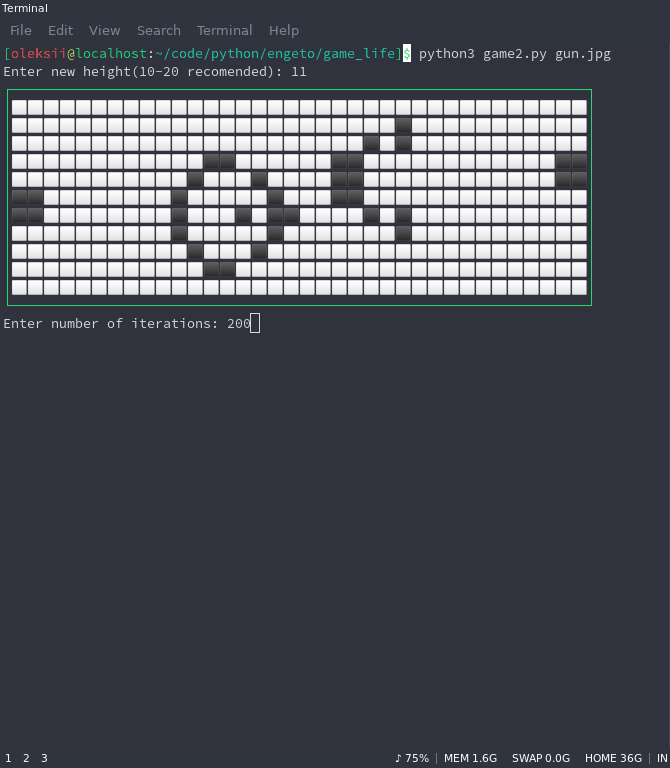 Terminal
File Edit View Search Terminal Help
[oleksii@localhost:~/code/python/engeto/game_life]$ python3 game2.py gun.jpg
Enter new height(10-20 recomended): 11
Enter number of iterations: 200
1 2 3 ♪ 75% | MEM 1.6G SWAP 0.0G HOME 36G | IN